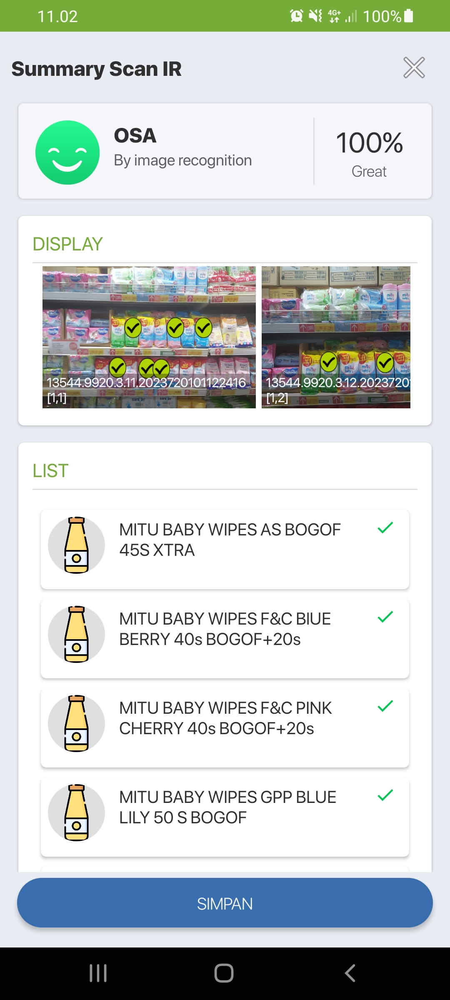 11.02
4G+
100%
Summary Scan IR
OSA
By image recognition
100%
Great
DISPLAY
13544.9920.3.11.2023720101122416
[1,1]
13544.9920.3.12.20237201
[1,2]
LIST
MITU BABY WIPES AS BOGOF
45S XTRA
MITU BABY WIPES F&C BIUE
BERRY 40s BOGOF+20s
MITU BABY WIPES F&C PINK
CHERRY 40s BOGOF+20s
MITU BABY WIPES GPP BLUE
LILY 50 S BOGOF
SIMPAN